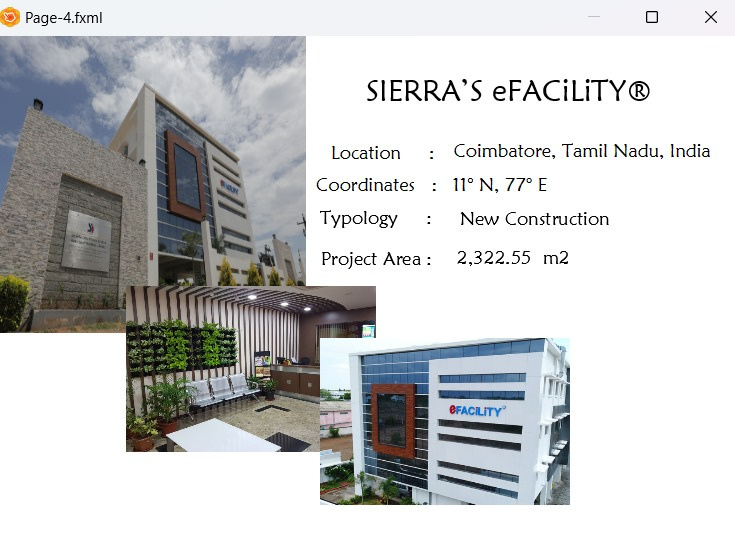 Page-4.fxml
SIERRA'S eFACiLiTY®
Location : Coimbatore, Tamil Nadu, India
Coordinates : 11° N, 77° E
Typology : New Construction
Project Area : 2,322.55 m2
eFACiLiTY